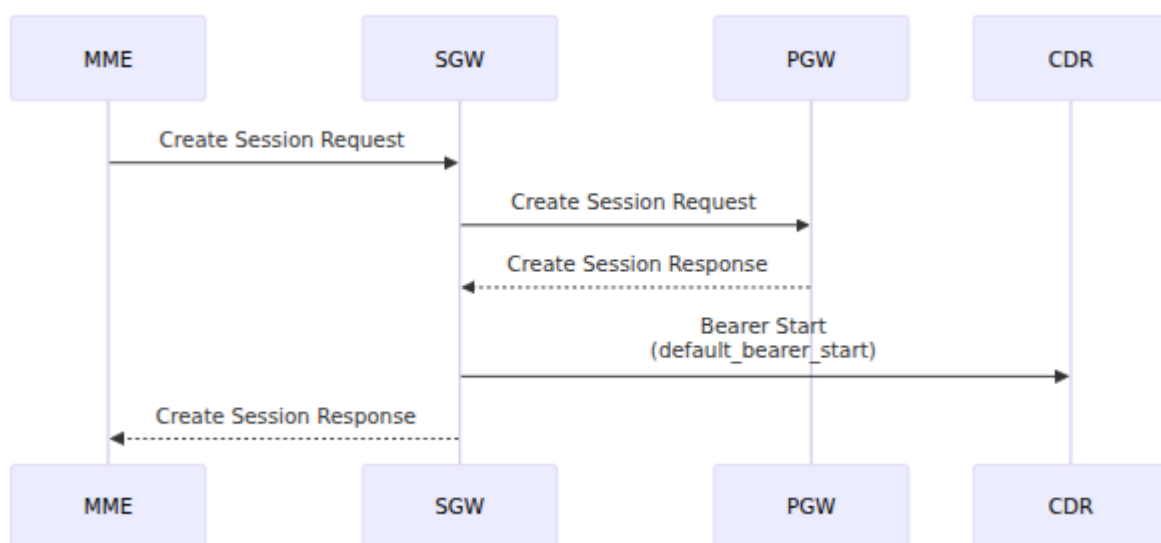 MME
SGW
PGW
CDR
Create Session Request
Create Session Request
Create Session Response
Bearer Start
(default_bearer_start)
Create Session Response
MME
SGW
PGW
CDR